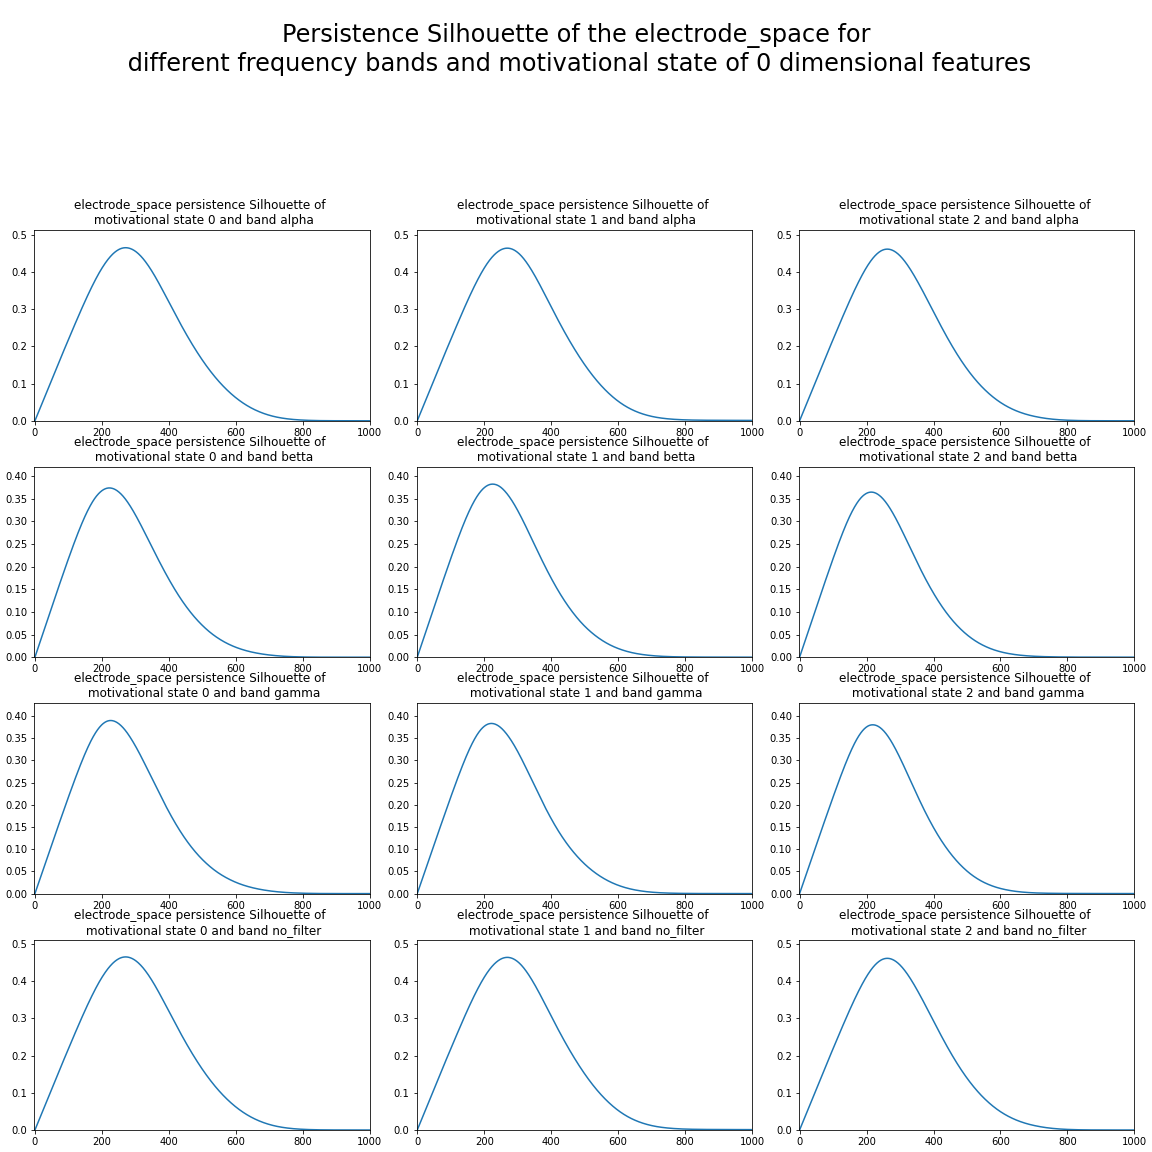 Persistence Silhouette of the electrode_space for
different frequency bands and motivational state of 0 dimensional features
electrode_space persistence Silhouette of
motivational state 0 and band alpha
0.5
0.4
0.3
0.2
0.1
0.0
0 200 400 600 800 1000
electrode_space persistence Silhouette of
motivational state 1 and band alpha
0.5
0.4
0.3
0.2
0.1
0.0
0 200 400 600 800 1000
electrode_space persistence Silhouette of
motivational state 2 and band alpha
0.5
0.4
0.3
0.2
0.1
0.0
0 200 400 600 800 1000
electrode_space persistence Silhouette of
motivational state 0 and band betta
0.40
0.35
0.30
0.25
0.20
0.15
0.10
0.05
0.00
0 200 400 600 800 1000
electrode_space persistence Silhouette of
motivational state 1 and band betta
0.40
0.35
0.30
0.25
0.20
0.15
0.10
0.05
0.00
0 200 400 600 800 1000
electrode_space persistence Silhouette of
motivational state 2 and band betta
0.40
0.35
0.30
0.25
0.20
0.15
0.10
0.05
0.00
0 200 400 600 800 1000
electrode_space persistence Silhouette of
motivational state 0 and band gamma
0.40
0.35
0.30
0.25
0.20
0.15
0.10
0.05
0.00
0 200 400 600 800 1000
electrode_space persistence Silhouette of
motivational state 1 and band gamma
0.40
0.35
0.30
0.25
0.20
0.15
0.10
0.05
0.00
0 200 400 600 800 1000
electrode_space persistence Silhouette of
motivational state 2 and band gamma
0.40
0.35
0.30
0.25
0.20
0.15
0.10
0.05
0.00
0 200 400 600 800 1000
electrode_space persistence Silhouette of
motivational state 0 and band no_filter
0.5
0.4
0.3
0.2
0.1
0.0
0 200 400 600 800 1000
electrode_space persistence Silhouette of
motivational state 1 and band no_filter
0.5
0.4
0.3
0.2
0.1
0.0
0 200 400 600 800 1000
electrode_space persistence Silhouette of
motivational state 2 and band no_filter
0.5
0.4
0.3
0.2
0.1
0.0
0 200 400 600 800 1000